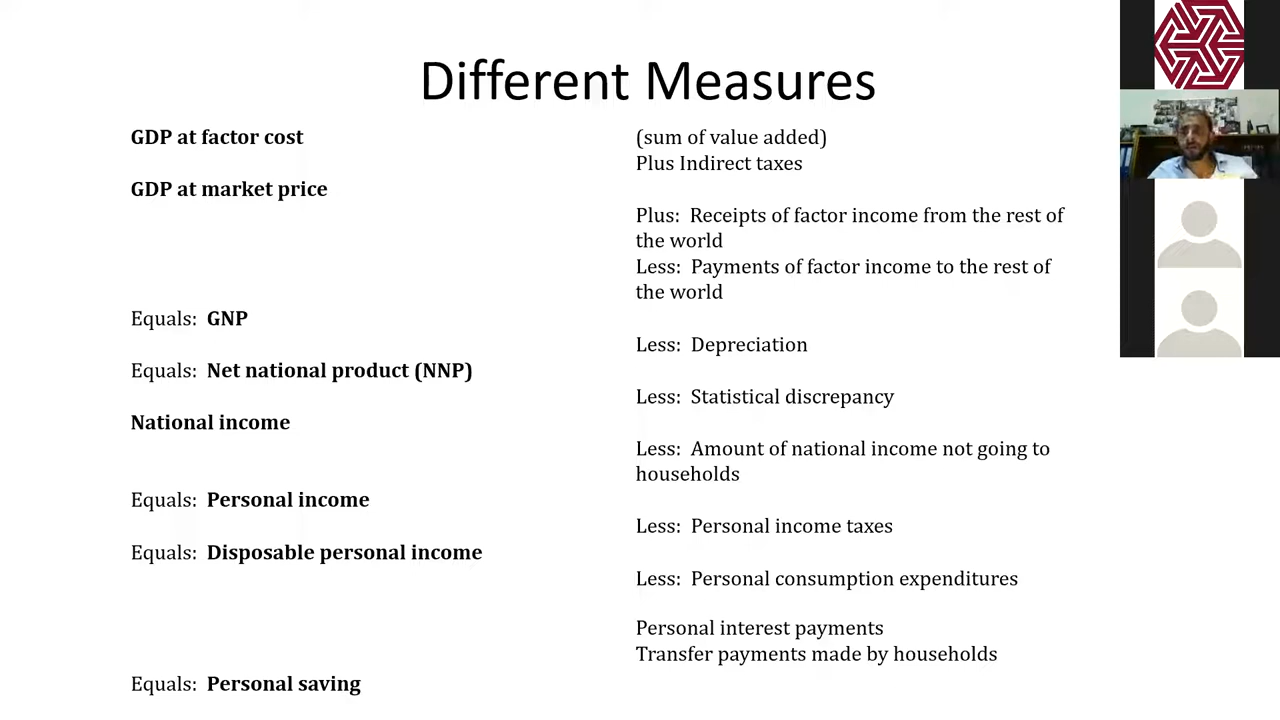 Different Measures
GDP at factor cost
(sum of value added)
Plus Indirect taxes
GDP at market price
Plus:  Receipts of factor income from the rest of
the world
Less:  Payments of factor income to the rest of
the world
Equals:  GNP
Less:  Depreciation
Equals:  Net national product (NNP)
Less:  Statistical discrepancy
National income
Less:  Amount of national income not going to
households
Equals:  Personal income
Less:  Personal income taxes
Equals:  Disposable personal income
Less:  Personal consumption expenditures
Personal interest payments
Transfer payments made by households
Equals:  Personal saving